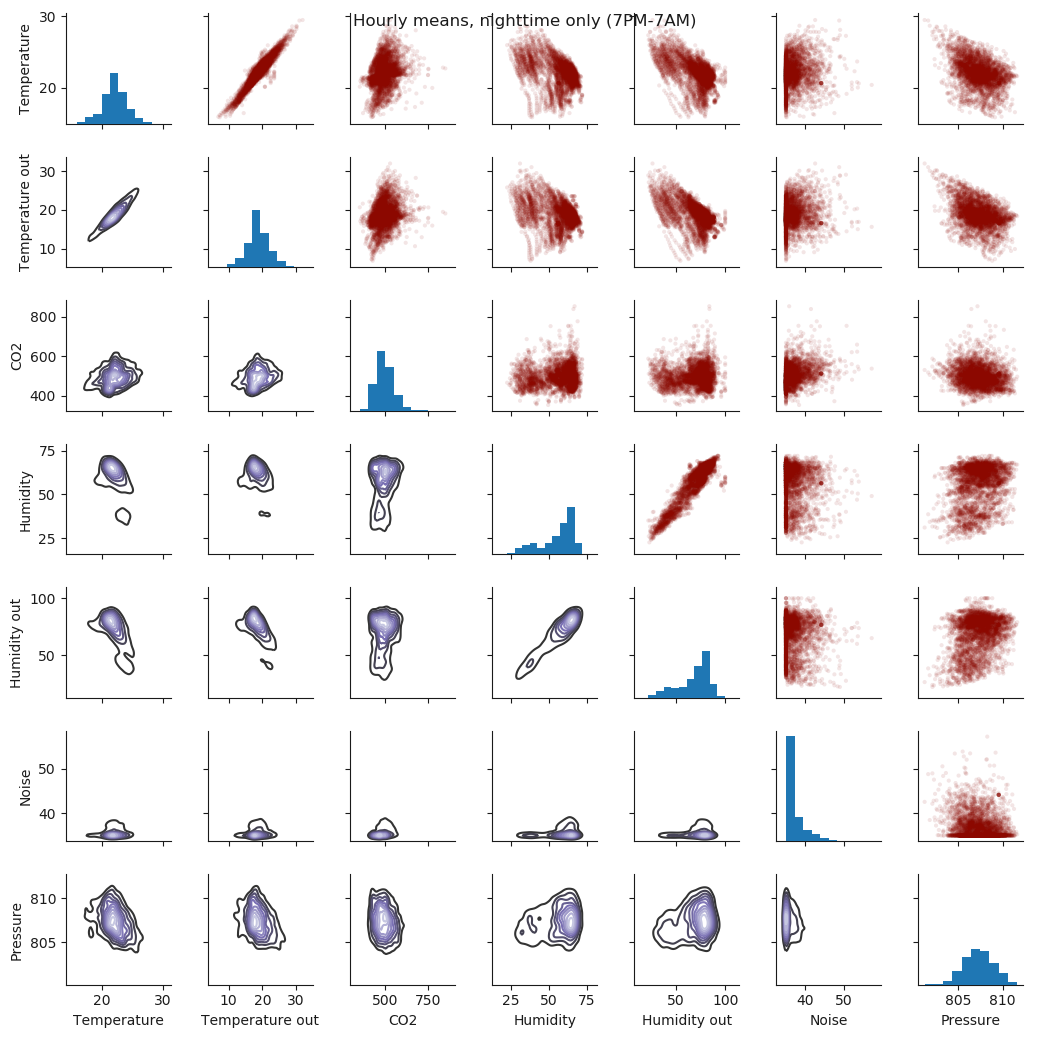 Hourly means, nighttime only (7PM-7AM)
30
20
Temperature
30
20
10
Temperature out
800
600
400
CO2
75
50
25
Humidity
100
50
Humidity out
50
40
Noise
810
805
Pressure
20 30
10 20 30
500 750
25 50 75
50 100
40 50
805 810
Temperature
Temperature out
CO2
Humidity
Humidity out
Noise
Pressure